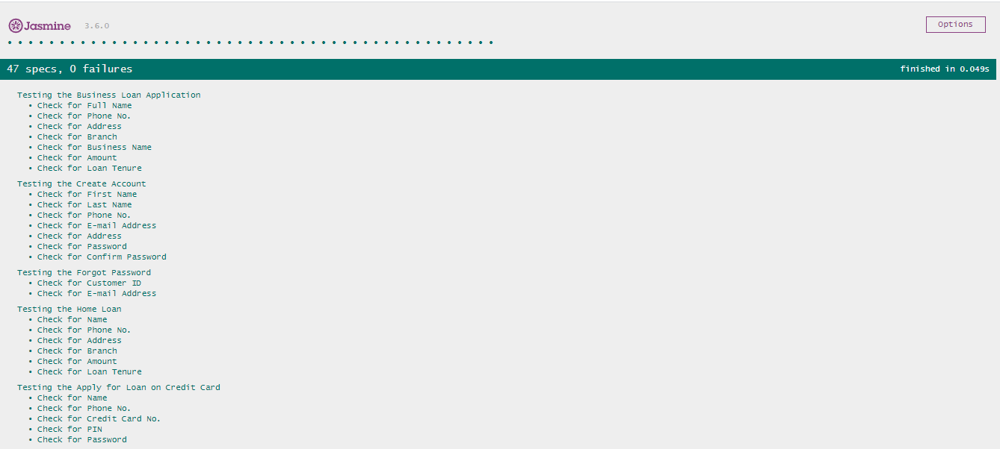 Jasmine 3.6.0 Options
47 specs, 0 failures finished in 0.049s
Testing the Business Loan Application
• Check for Full Name
• Check for Phone No.
• Check for Address
• Check for Branch
• Check for Business Name
• Check for Amount
• Check for Loan Tenure
Testing the Create Account
• Check for First Name
• Check for Last Name
• Check for Phone No.
• Check for E-mail Address
• Check for Address
• Check for Password
• Check for Confirm Password
Testing the Forgot Password
• Check for Customer ID
• Check for E-mail Address
Testing the Home Loan
• Check for Name
• Check for Phone No.
• Check for Address
• Check for Branch
• Check for Amount
• Check for Loan Tenure
Testing the Apply for Loan on Credit Card
• Check for Name
• Check for Phone No.
• Check for Credit Card No.
• Check for PIN
• Check for Password